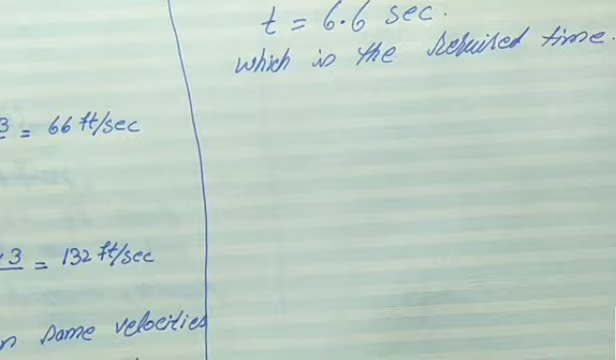 3 = 66 ft/sec
3 = 132 ft/sec
same velocities
t = 6.6 sec.
which is the required time.